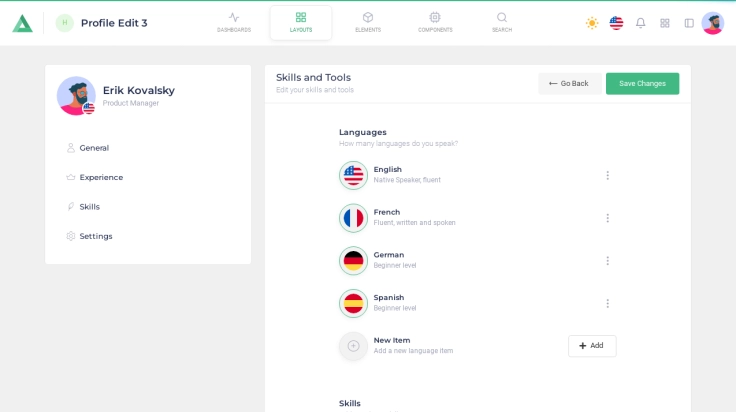 H
Profile Edit 3
DASHBOARDS
LAYOUTS
ELEMENTS
COMPONENTS
SEARCH
Erik Kovalsky
Product Manager
General
Experience
Skills
Settings
Skills and Tools
Edit your skills and tools
Go Back
Save Changes
Languages
How many languages do you speak?
English
Native Speaker, fluent
French
Fluent, written and spoken
German
Beginner level
Spanish
Beginner level
New Item
Add a new language item
Add
Skills